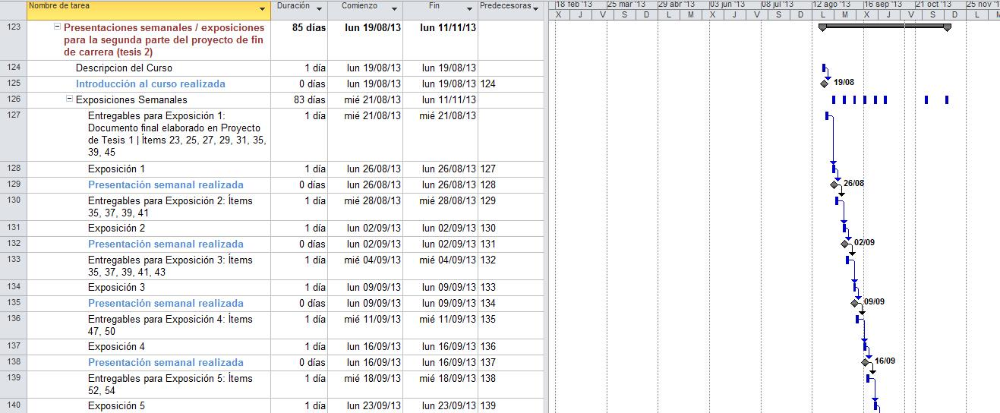 Nombre de tarea Duración Comienzo Fin Predecesoras
18 feb '13 25 mar '13 29 abr '13 03 jun '13 08 jul '13 12 ago '13 16 sep '13 21 oct '13 25 nov '13
X J V S D L M X J V S D L M X J V S D L M
123 Presentaciones semanales / exposiciones 85 días lun 19/08/13 lun 11/11/13
para la segunda parte del proyecto de fin
de carrera (tesis 2)
124 Descripcion del Curso 1 día lun 19/08/13 lun 19/08/13
125 Introducción al curso realizada 0 días lun 19/08/13 lun 19/08/13 124 19/08
126 Exposiciones Semanales 83 días mié 21/08/13 lun 11/11/13
127 Entregables para Exposición 1: 1 día mié 21/08/13 mié 21/08/13
Documento final elaborado en Proyecto
de Tesis 1 | Ítems 23, 25, 27, 29, 31, 35,
39, 45
128 Exposición 1 1 día lun 26/08/13 lun 26/08/13 127
129 Presentación semanal realizada 0 días lun 26/08/13 lun 26/08/13 128 26/08
130 Entregables para Exposición 2: Ítems 1 día mié 28/08/13 mié 28/08/13 129
35, 37, 39, 41
131 Exposición 2 1 día lun 02/09/13 lun 02/09/13 130
132 Presentación semanal realizada 0 días lun 02/09/13 lun 02/09/13 131 02/09
133 Entregables para Exposición 3: Ítems 1 día mié 04/09/13 mié 04/09/13 132
35, 37, 39, 41, 43
134 Exposición 3 1 día lun 09/09/13 lun 09/09/13 133
135 Presentación semanal realizada 0 días lun 09/09/13 lun 09/09/13 134 09/09
136 Entregables para Exposición 4: Ítems 1 día mié 11/09/13 mié 11/09/13 135
47, 50
137 Exposición 4 1 día lun 16/09/13 lun 16/09/13 136
138 Presentación semanal realizada 0 días lun 16/09/13 lun 16/09/13 137 16/09
139 Entregables para Exposición 5: Ítems 1 día mié 18/09/13 mié 18/09/13 138
52, 54
140 Exposición 5 1 día lun 23/09/13 lun 23/09/13 139